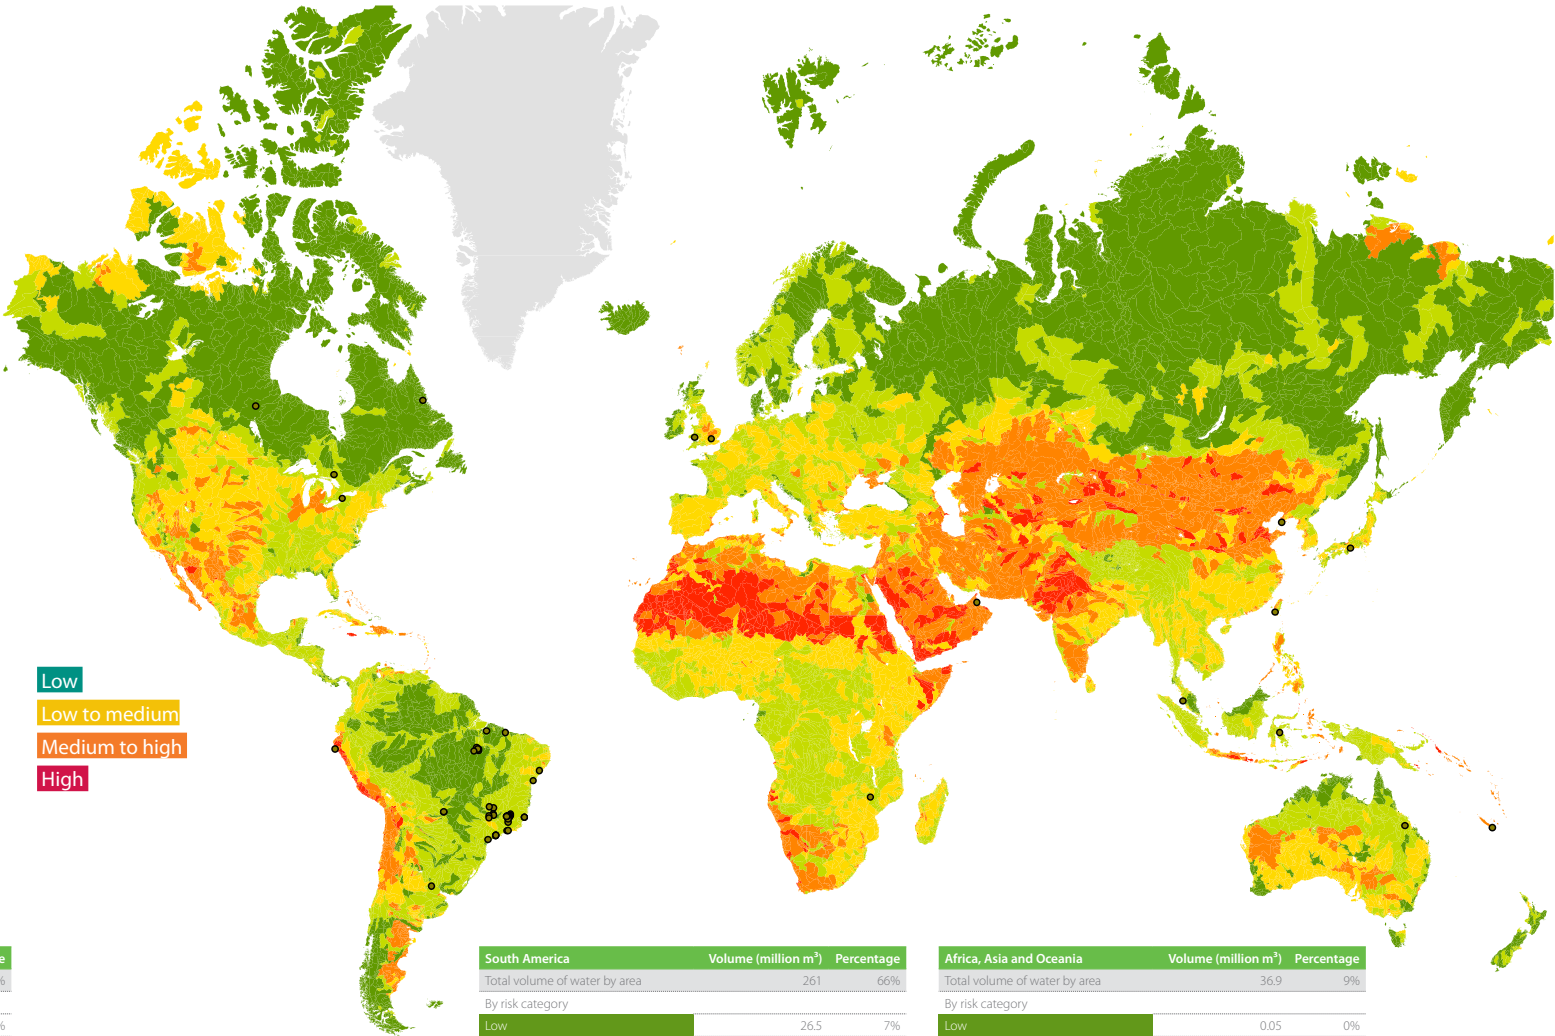 Low
Low to medium
Medium to high
High
e
%
%
South America Volume (million m³) Percentage
Total volume of water by area 261 66%
By risk category
Low 26.5 7%
Africa, Asia and Oceania Volume (million m³) Percentage
Total volume of water by area 36.9 9%
By risk category
Low 0.05 0%